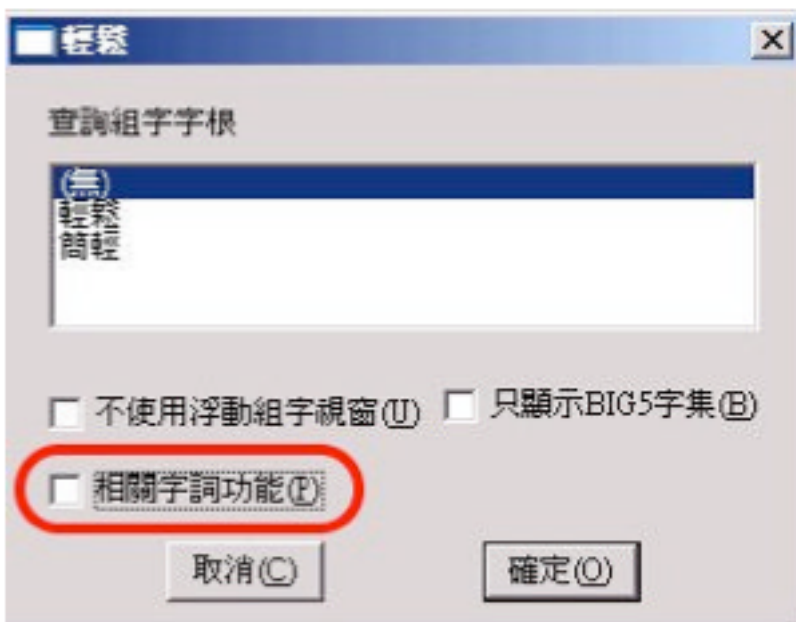 輕鬆
查詢組字字根
(無)
輕鬆
簡輕
不使用浮動組字視窗(U) 只顯示BIG5字集(B)
相關字詞功能(P)
取消(C) 確定(O)